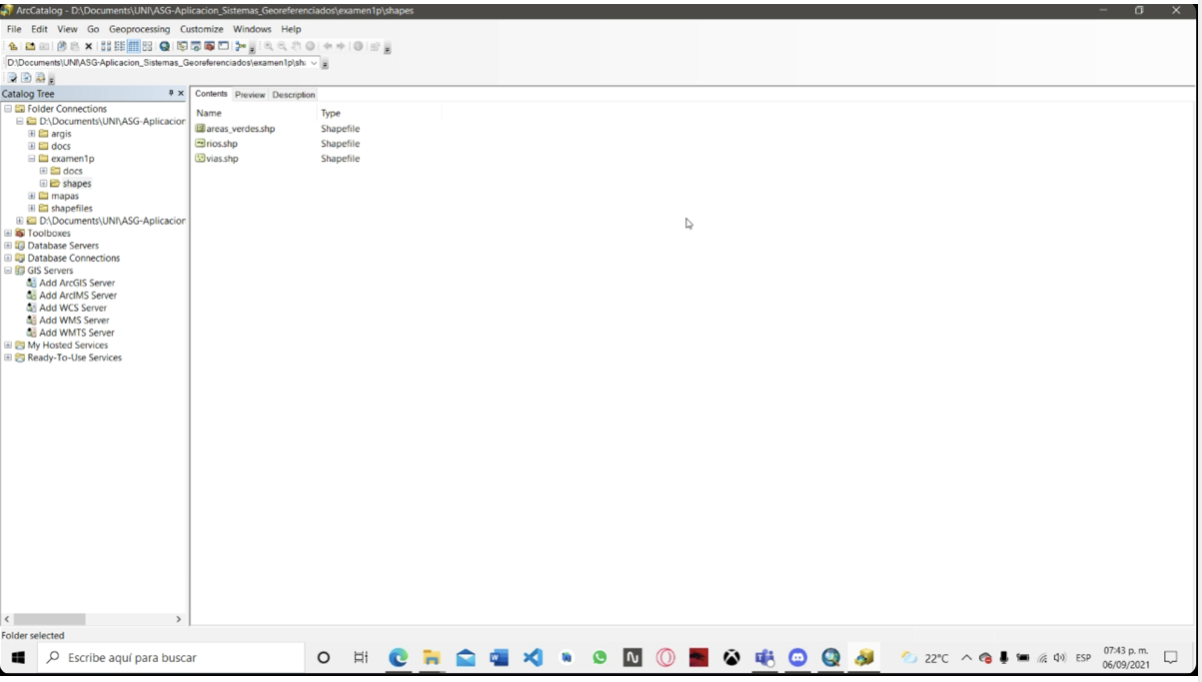 ArcCatalog - D:\Documents\UNI\ASG-Aplicacion_Sistemas_Georeferenciados\examen1p\shapes
File Edit View Go Geoprocessing Customize Windows Help
D:\Documents\UNI\ASG-Aplicacion_Sistemas_Georeferenciados\examen1p\sh
Catalog Tree
Contents Preview Description
Folder Connections
D:\Documents\UNI\ASG-Aplicacion
argis
docs
examen1p
docs
shapes
mapas
shapefiles
D:\Documents\UNI\ASG-Aplicacion
Toolboxes
Database Servers
Database Connections
GIS Servers
Add ArcGIS Server
Add ArcIMS Server
Add WCS Server
Add WMS Server
Add WMTS Server
My Hosted Services
Ready-To-Use Services
Name Type
areas_verdes.shp Shapefile
rios.shp Shapefile
vias.shp Shapefile
Folder selected
Escribe aquí para buscar
22°C
ESP
07:43 p. m.
06/09/2021